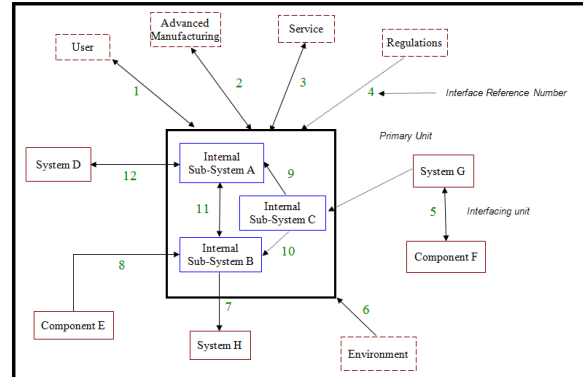 Advanced
Manufacturing
Service
User
Regulations
1
2
3
4
Interface Reference Number
Primary Unit
Internal
Sub-System A
9
System D
12
System G
11
Internal
Sub-System C
5
Interfacing unit
10
Internal
Sub-System B
8
Component F
7
6
Component E
System H
Environment